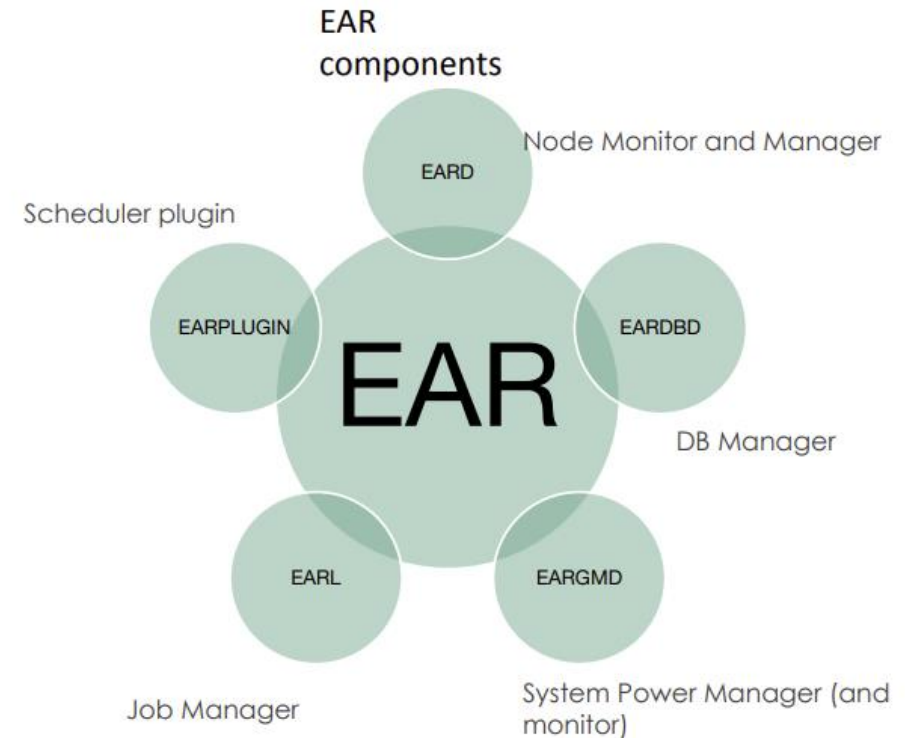 EAR
components
EARD
Node Monitor and Manager
Scheduler plugin
EARPLUGIN
EARDBD
EAR
DB Manager
EARL
EARGMD
Job Manager
System Power Manager (and
monitor)